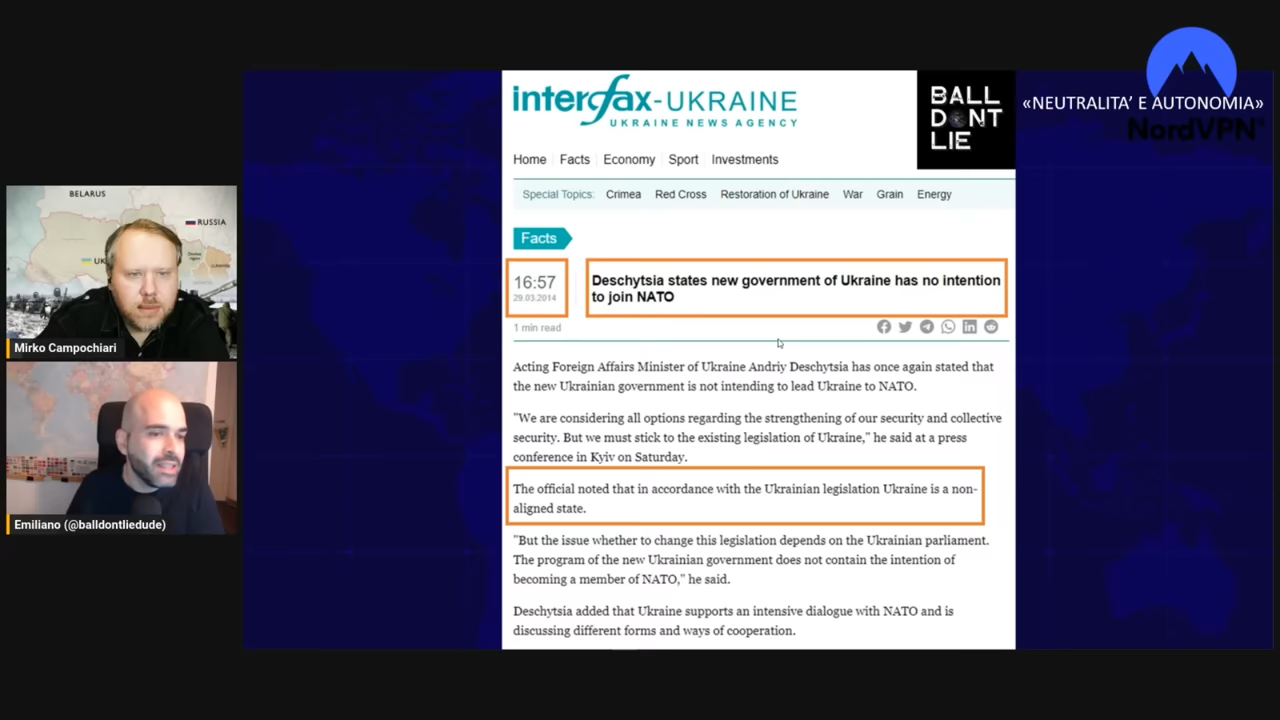 interfax-UKRAINE
UKRAINE NEWS AGENCY
BALL
DONT
LIE
«NEUTRALITA’ E AUTONOMIA»
NordVPN®
Home Facts Economy Sport Investments
Special Topics: Crimea Red Cross Restoration of Ukraine War Grain Energy
Facts
16:57
29.03.2014
Deschytsia states new government of Ukraine has no intention
to join NATO
1 min read
Acting Foreign Affairs Minister of Ukraine Andriy Deschytsia has once again stated that
the new Ukrainian government is not intending to lead Ukraine to NATO.
"We are considering all options regarding the strengthening of our security and collective
security. But we must stick to the existing legislation of Ukraine," he said at a press
conference in Kyiv on Saturday.
The official noted that in accordance with the Ukrainian legislation Ukraine is a non-
aligned state.
"But the issue whether to change this legislation depends on the Ukrainian parliament.
The program of the new Ukrainian government does not contain the intention of
becoming a member of NATO," he said.
Deschytsia added that Ukraine supports an intensive dialogue with NATO and is
discussing different forms and ways of cooperation.
BELARUS
RUSSIA
UK
Mirko Campochiari
Emiliano (@balldontliedude)